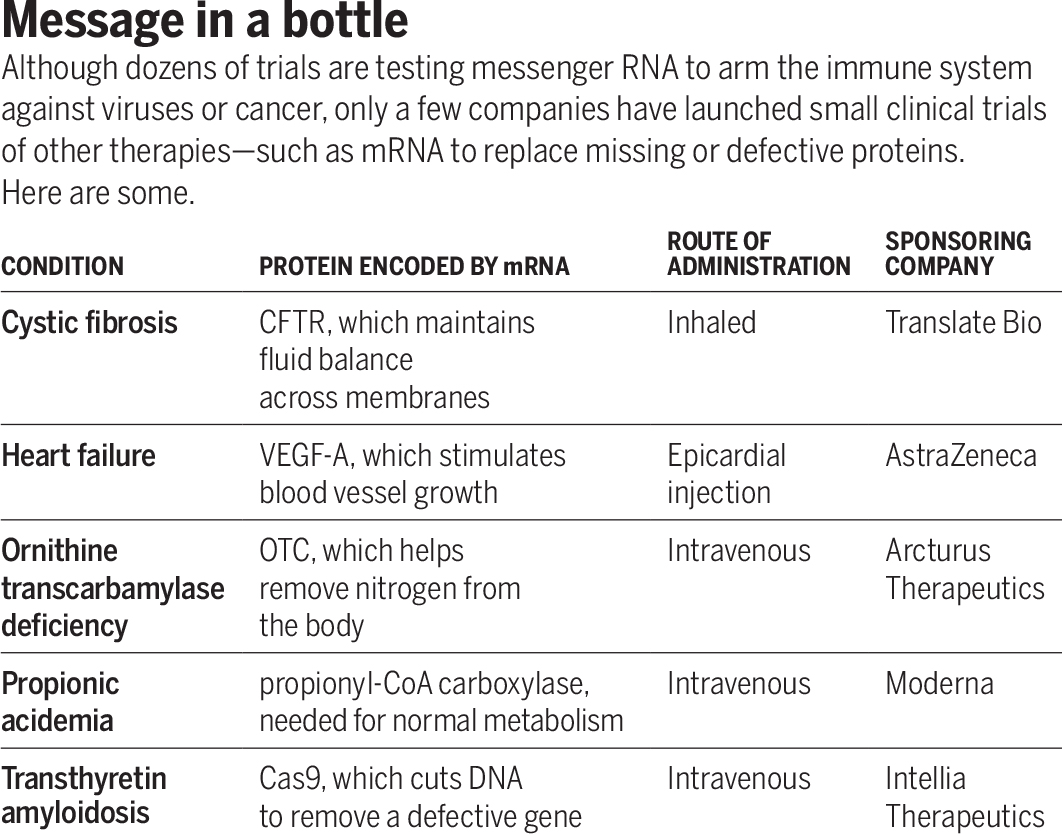 Message in a bottle
Although dozens of trials are testing messenger RNA to arm the immune system
against viruses or cancer, only a few companies have launched small clinical trials
of other therapies—such as mRNA to replace missing or defective proteins.
Here are some.
CONDITION
PROTEIN ENCODED BY mRNA
ROUTE OF
ADMINISTRATION
SPONSORING
COMPANY
Cystic fibrosis
CFTR, which maintains
fluid balance
across membranes
Inhaled
Translate Bio
Heart failure
VEGF-A, which stimulates
blood vessel growth
Epicardial
injection
AstraZeneca
Ornithine
transcarbamylase
deficiency
OTC, which helps
remove nitrogen from
the body
Intravenous
Arcturus
Therapeutics
Propionic
acidemia
propionyl-CoA carboxylase,
needed for normal metabolism
Intravenous
Moderna
Transthyretin
amyloidosis
Cas9, which cuts DNA
to remove a defective gene
Intravenous
Intellia
Therapeutics